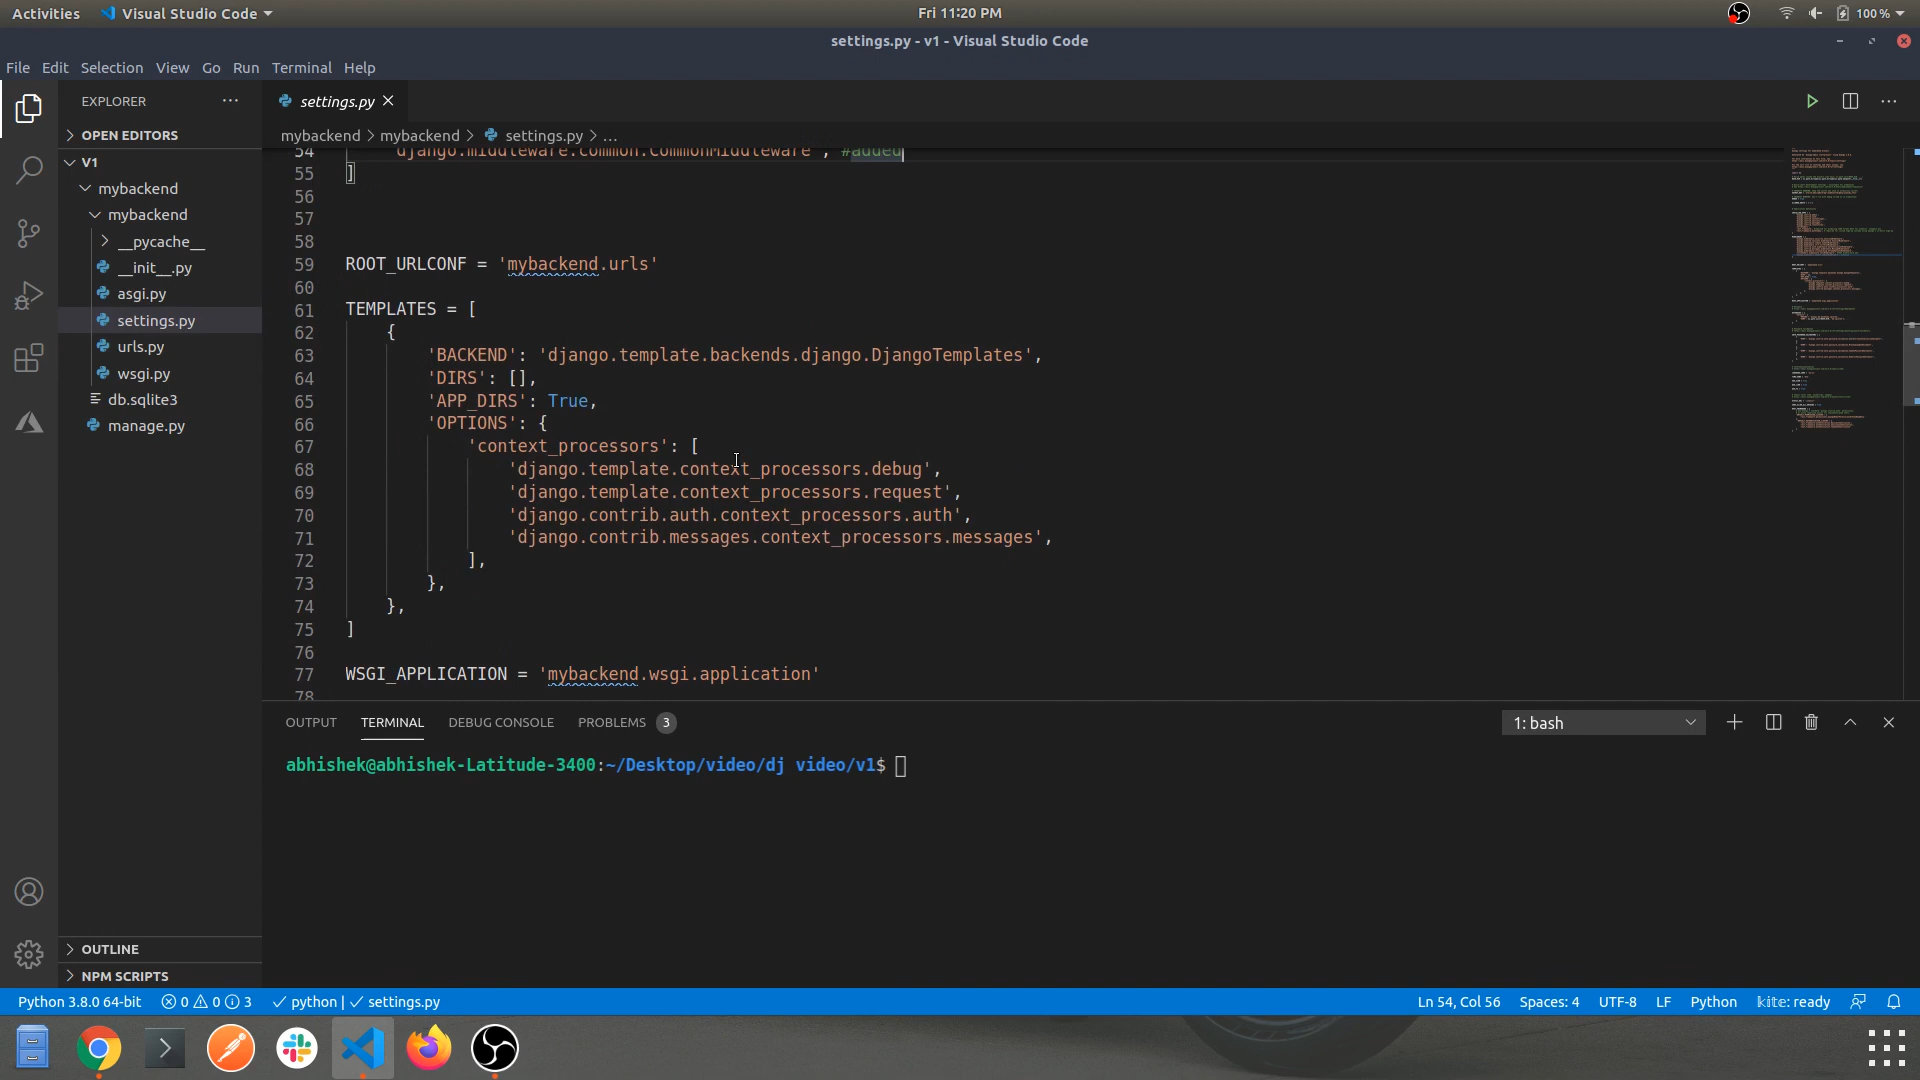 Activities
Visual Studio Code
Fri 11:20 PM
100 %
settings.py - v1 - Visual Studio Code
File Edit Selection View Go Run Terminal Help
EXPLORER
OPEN EDITORS
V1
mybackend
mybackend
__pycache__
__init__.py
asgi.py
settings.py
urls.py
wsgi.py
db.sqlite3
manage.py
OUTLINE
NPM SCRIPTS
settings.py
mybackend > mybackend > settings.py > ...
54 'django.middleware.common.CommonMiddleware', #added
55 ]
56
57
58
59 ROOT_URLCONF = 'mybackend.urls'
60
61 TEMPLATES = [
62 {
63 'BACKEND': 'django.template.backends.django.DjangoTemplates',
64 'DIRS': [],
65 'APP_DIRS': True,
66 'OPTIONS': {
67 'context_processors': [
68 'django.template.context_processors.debug',
69 'django.template.context_processors.request',
70 'django.contrib.auth.context_processors.auth',
71 'django.contrib.messages.context_processors.messages',
72 ],
73 },
74 },
75 ]
76
77 WSGI_APPLICATION = 'mybackend.wsgi.application'
78
OUTPUT TERMINAL DEBUG CONSOLE PROBLEMS 3
1: bash
abhishek@abhishek-Latitude-3400:~/Desktop/video/dj video/v1$
Python 3.8.0 64-bit 0 0 3 python | settings.py
Ln 54, Col 56 Spaces: 4 UTF-8 LF Python kite: ready